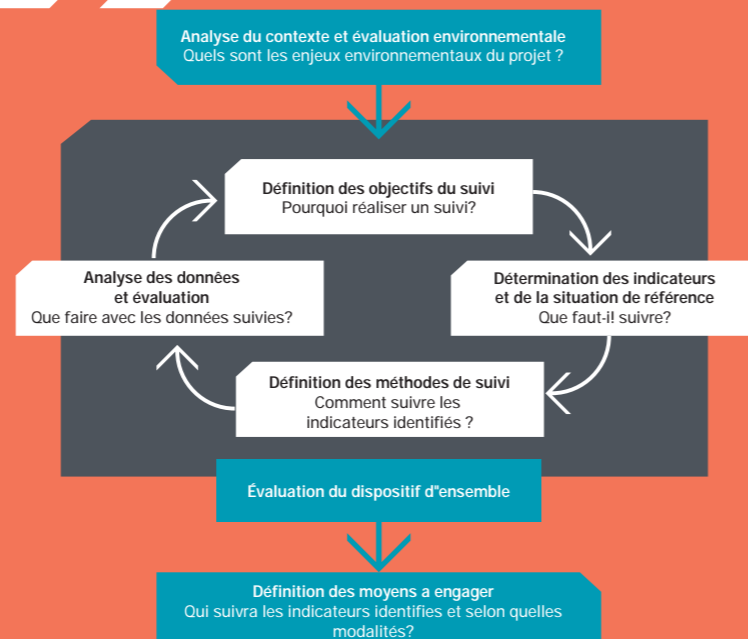 Analyse du contexte et évaluation environnementale
Quels sont les enjeux environnementaux du projet ?
Définition des objectifs du suivi
Pourquoi réaliser un suivi?
Détermination des indicateurs
et de la situation de référence
Que faut-i! suivre?
Définition des méthodes de suivi
Comment suivre les
indicateurs identifiés ?
Analyse des données
et évaluation
Que faire avec les données suivies?
Évaluation du dispositif d"ensemble
Définition des moyens a engager
Qui suivra les indicateurs identifies et selon quelles
modalités?